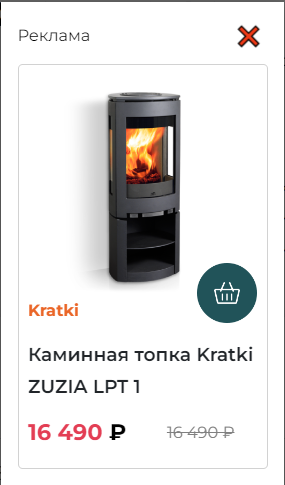 Реклама
Kratki
Каминная топка Kratki
ZUZIA LPT 1
16 490 ₽ 16 490 ₽